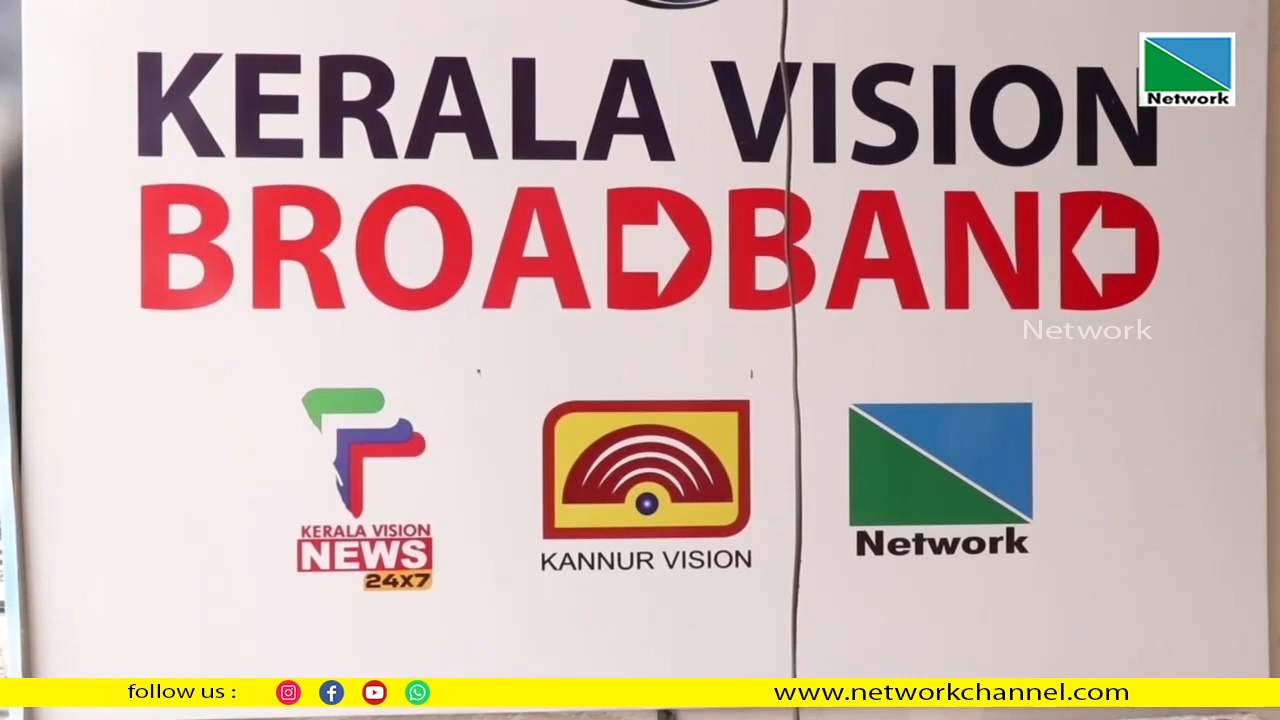 KERALA VISION
Network
BROADBAND
Network
KERALA VISION
NEWS
24x7
KANNUR VISION
Network
follow us :
www.networkchannel.com